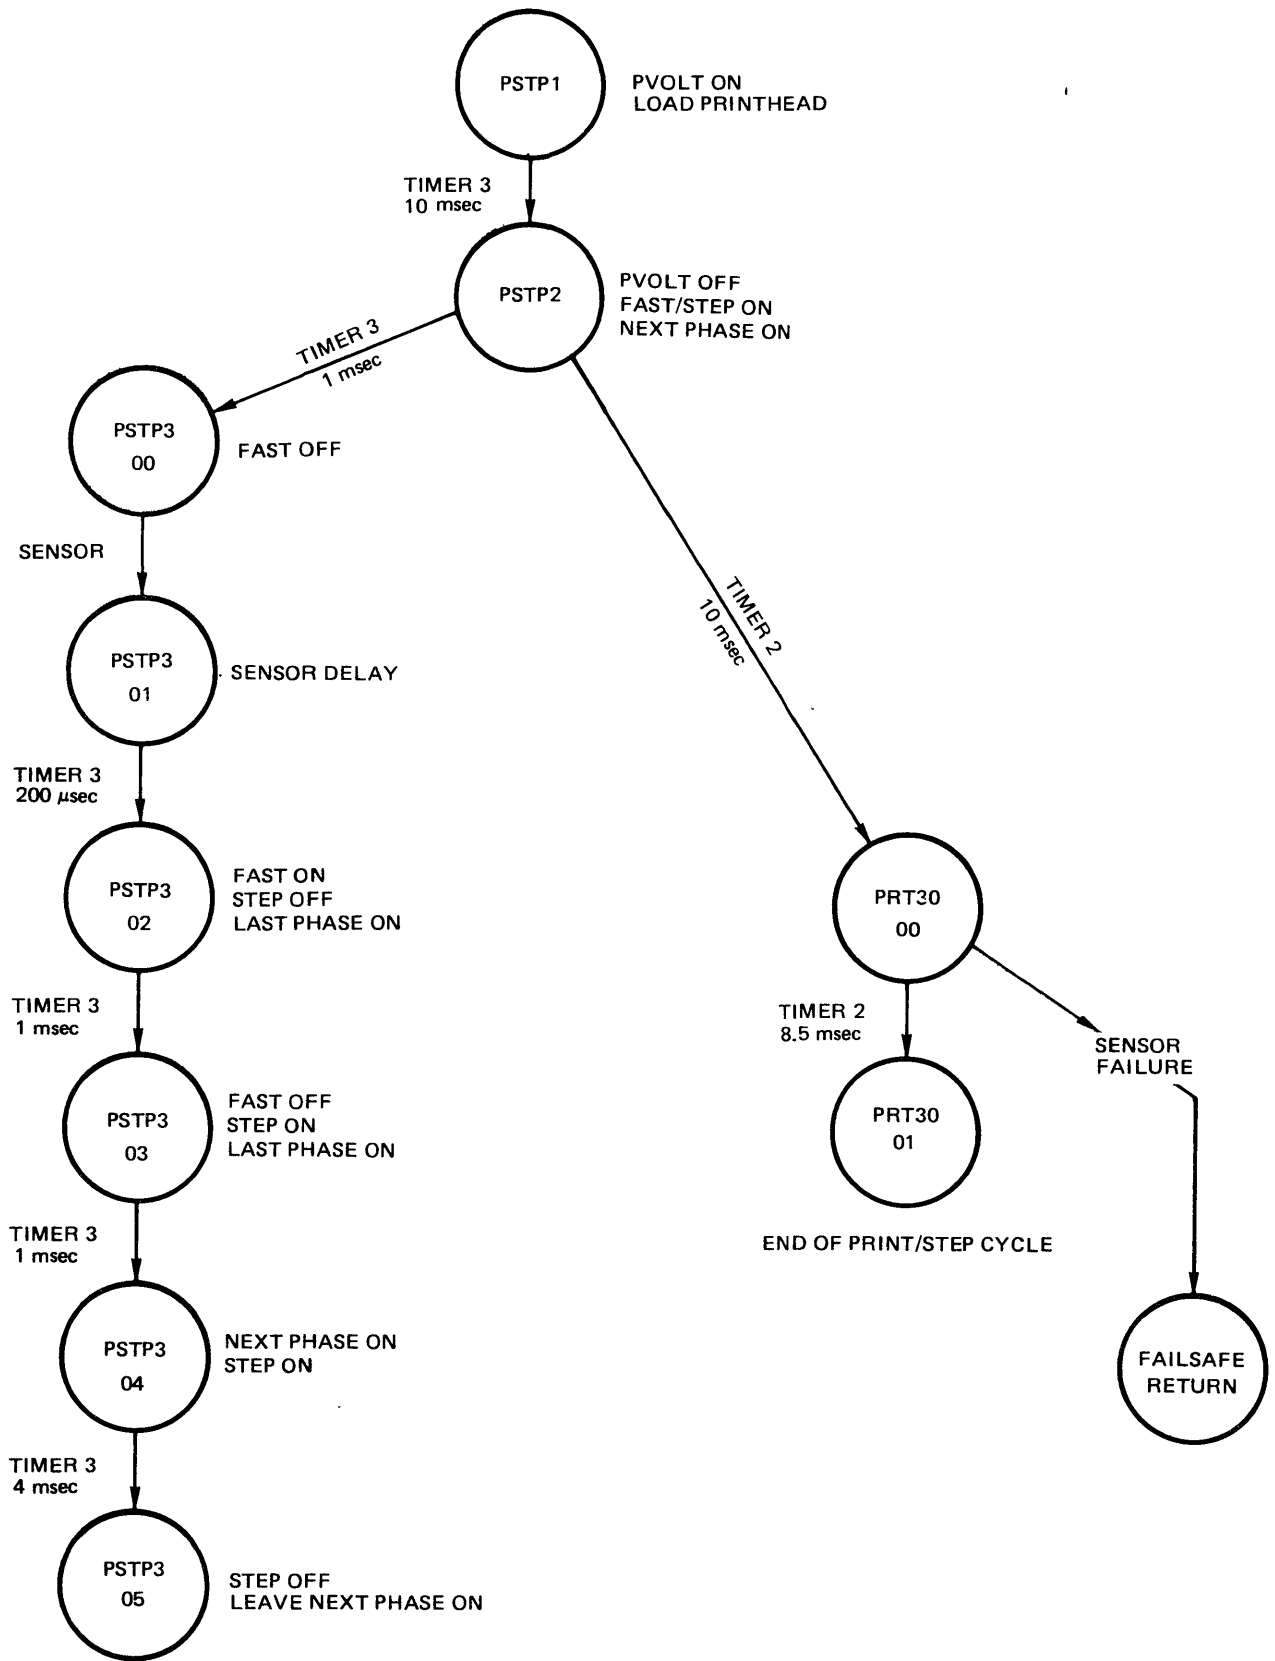 PSTP1
PVOLT ON
LOAD PRINTHEAD
TIMER 3
10 msec
PSTP2
PVOLT OFF
FAST/STEP ON
NEXT PHASE ON
TIMER 3
1 msec
PSTP3
00
FAST OFF
SENSOR
PSTP3
01
SENSOR DELAY
TIMER 3
200 μsec
PSTP3
02
FAST ON
STEP OFF
LAST PHASE ON
TIMER 3
1 msec
PSTP3
03
FAST OFF
STEP ON
LAST PHASE ON
TIMER 3
1 msec
PSTP3
04
NEXT PHASE ON
STEP ON
TIMER 3
4 msec
PSTP3
05
STEP OFF
LEAVE NEXT PHASE ON
TIMER 2
10 msec
PRT30
00
TIMER 2
8.5 msec
PRT30
01
END OF PRINT/STEP CYCLE
SENSOR
FAILURE
FAILSAFE
RETURN